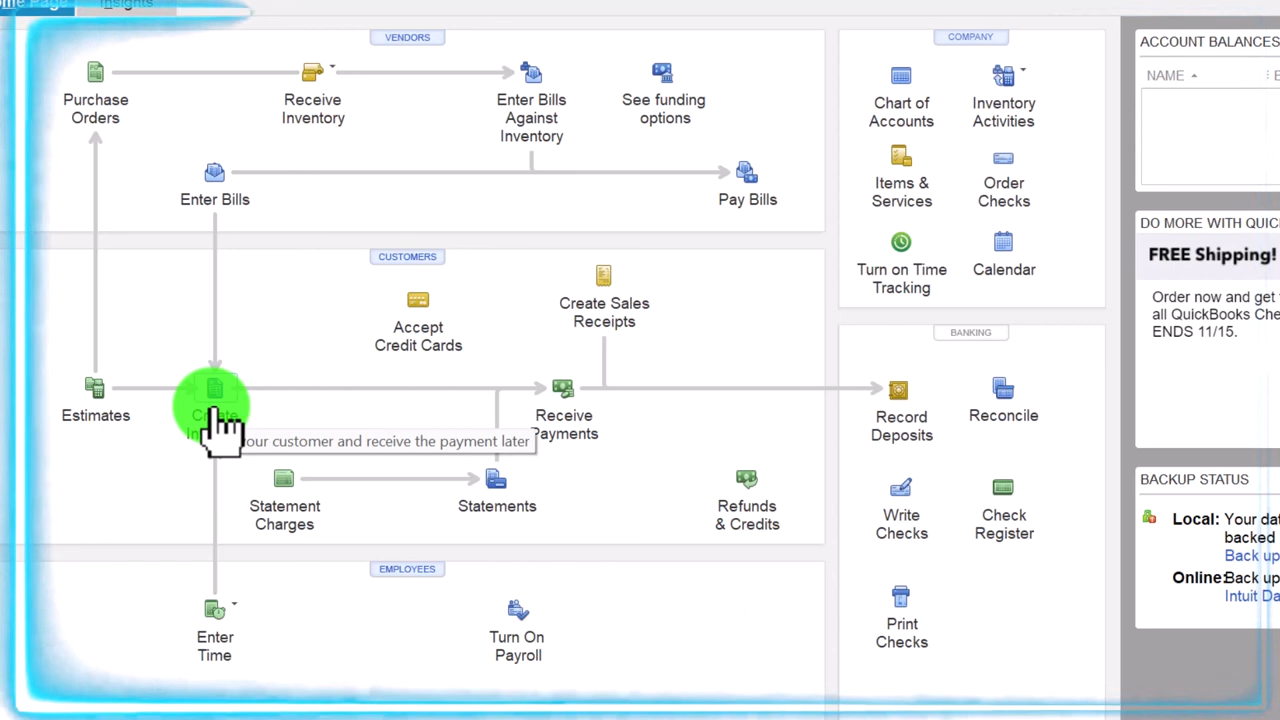 ome Page
Insights
VENDORS
Purchase
Orders
Receive
Inventory
Enter Bills
Against
Inventory
See funding
options
Enter Bills
Pay Bills
CUSTOMERS
Accept
Credit Cards
Create Sales
Receipts
Estimates
Create
In
our customer and receive the payment later
Receive
Payments
Statement
Charges
Statements
Refunds
& Credits
EMPLOYEES
Enter
Time
Turn On
Payroll
COMPANY
Chart of
Accounts
Inventory
Activities
Items &
Services
Order
Checks
Turn on Time
Tracking
Calendar
BANKING
Record
Deposits
Reconcile
Write
Checks
Check
Register
Print
Checks
ACCOUNT BALANCES
NAME
DO MORE WITH QUICK
FREE Shipping!
Order now and get
all QuickBooks Che
ENDS 11/15.
BACKUP STATUS
Local: Your dat
backed
Back up
Online: Back up
Intuit Da